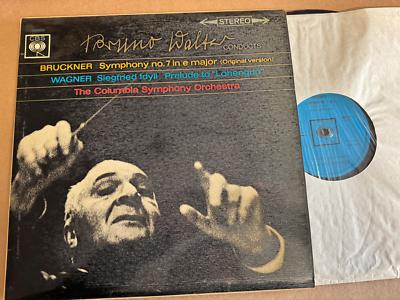 CBS
STEREO
Bruno Walter
CONDUCTS
BRUCKNER Symphony no.7 in e major (Original version)
WAGNER Siegfried Idyll Prelude to "Lohengrin"
The Columbia Symphony Orchestra